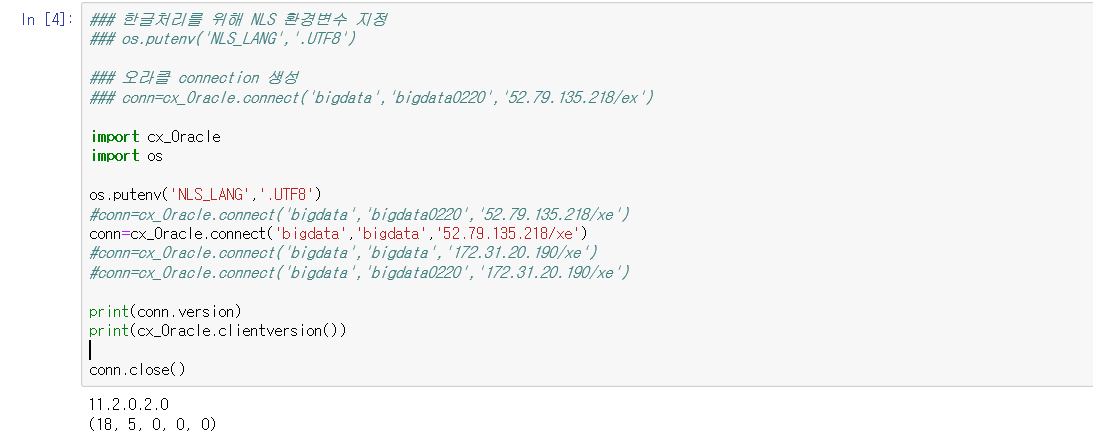 In [4]:
### 한글처리를 위해 NLS 환경변수 지정
### os.putenv('NLS_LANG','.UTF8')
### 오라클 connection 생성
### conn=cx_Oracle.connect('bigdata','bigdata0220','52.79.135.218/ex')
import cx_Oracle
import os
os.putenv('NLS_LANG','.UTF8')
#conn=cx_Oracle.connect('bigdata','bigdata0220','52.79.135.218/xe')
conn=cx_Oracle.connect('bigdata','bigdata','52.79.135.218/xe')
#conn=cx_Oracle.connect('bigdata','bigdata','172.31.20.190/xe')
#conn=cx_Oracle.connect('bigdata','bigdata0220','172.31.20.190/xe')
print(conn.version)
print(cx_Oracle.clientversion())
conn.close()
11.2.0.2.0
(18, 5, 0, 0, 0)